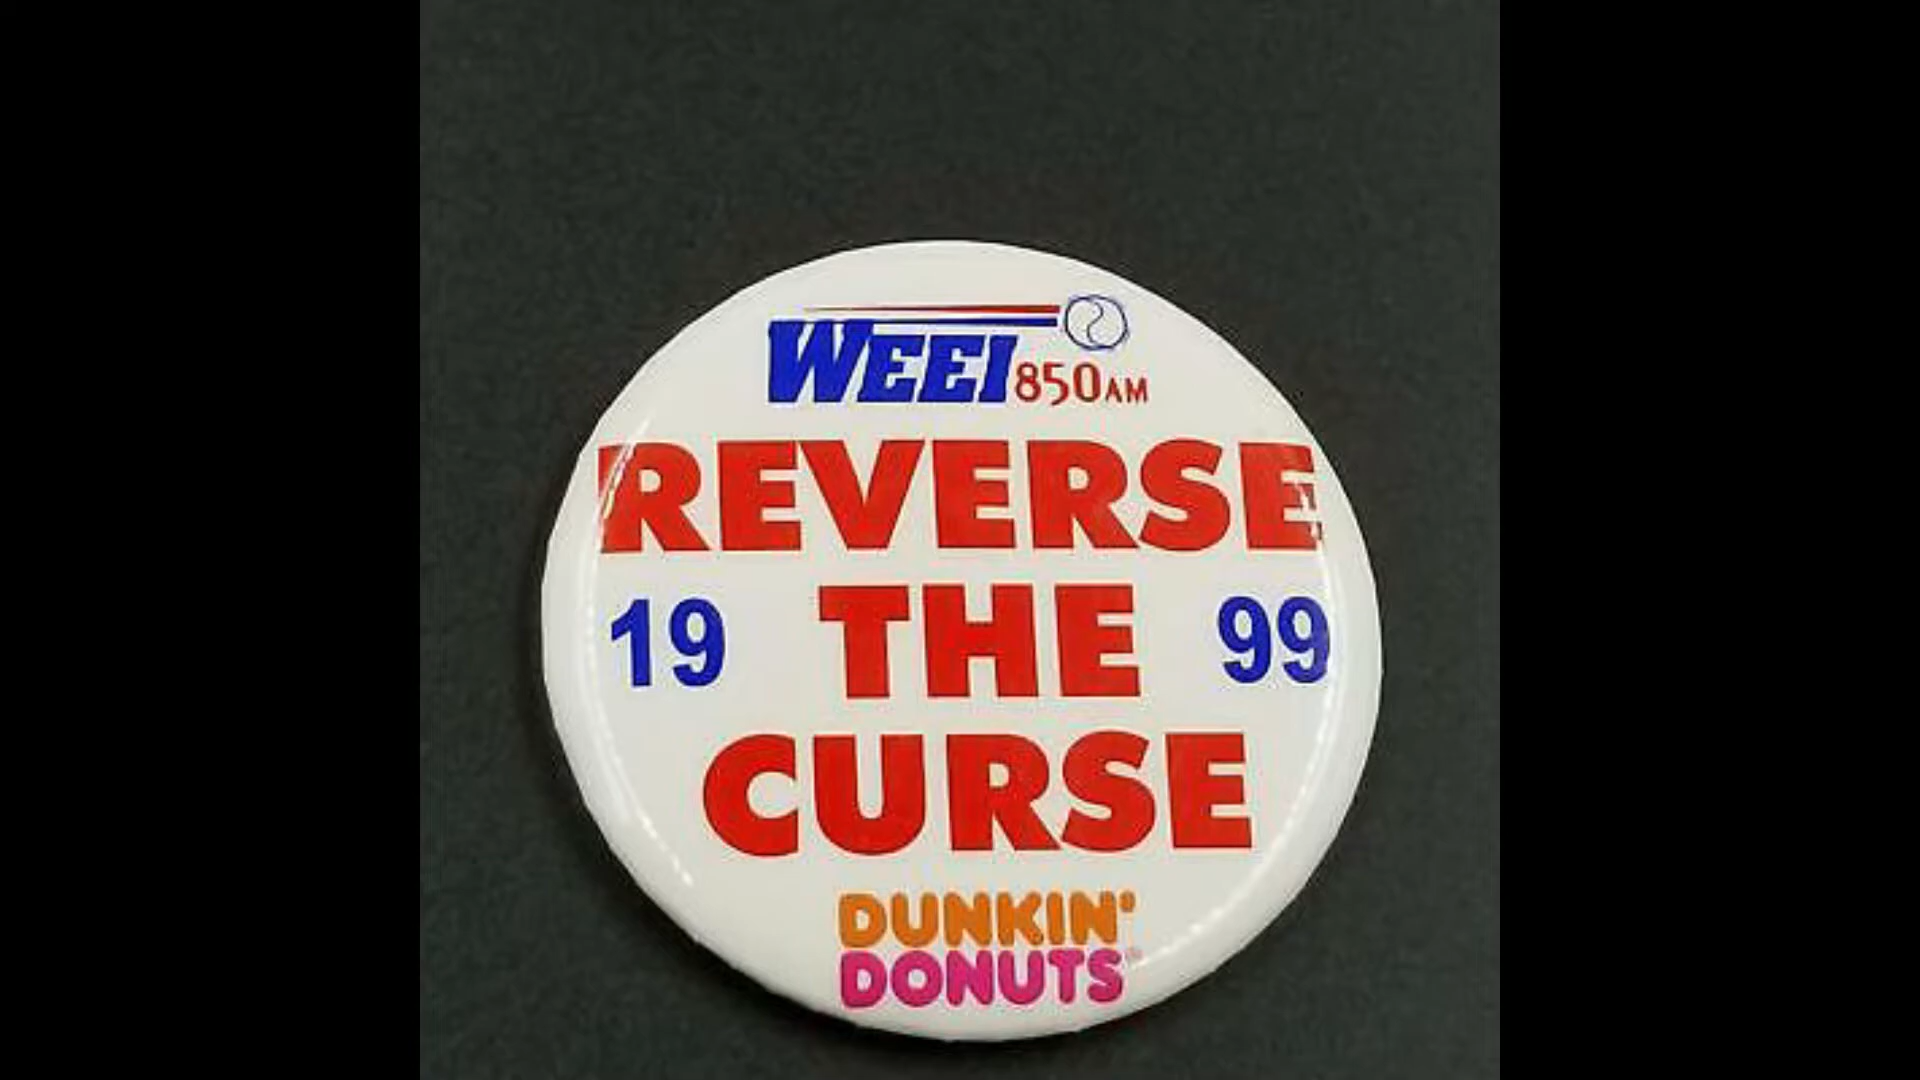 WEEI 850AM
REVERSE
19 THE 99
CURSE
DUNKIN'
DONUTS